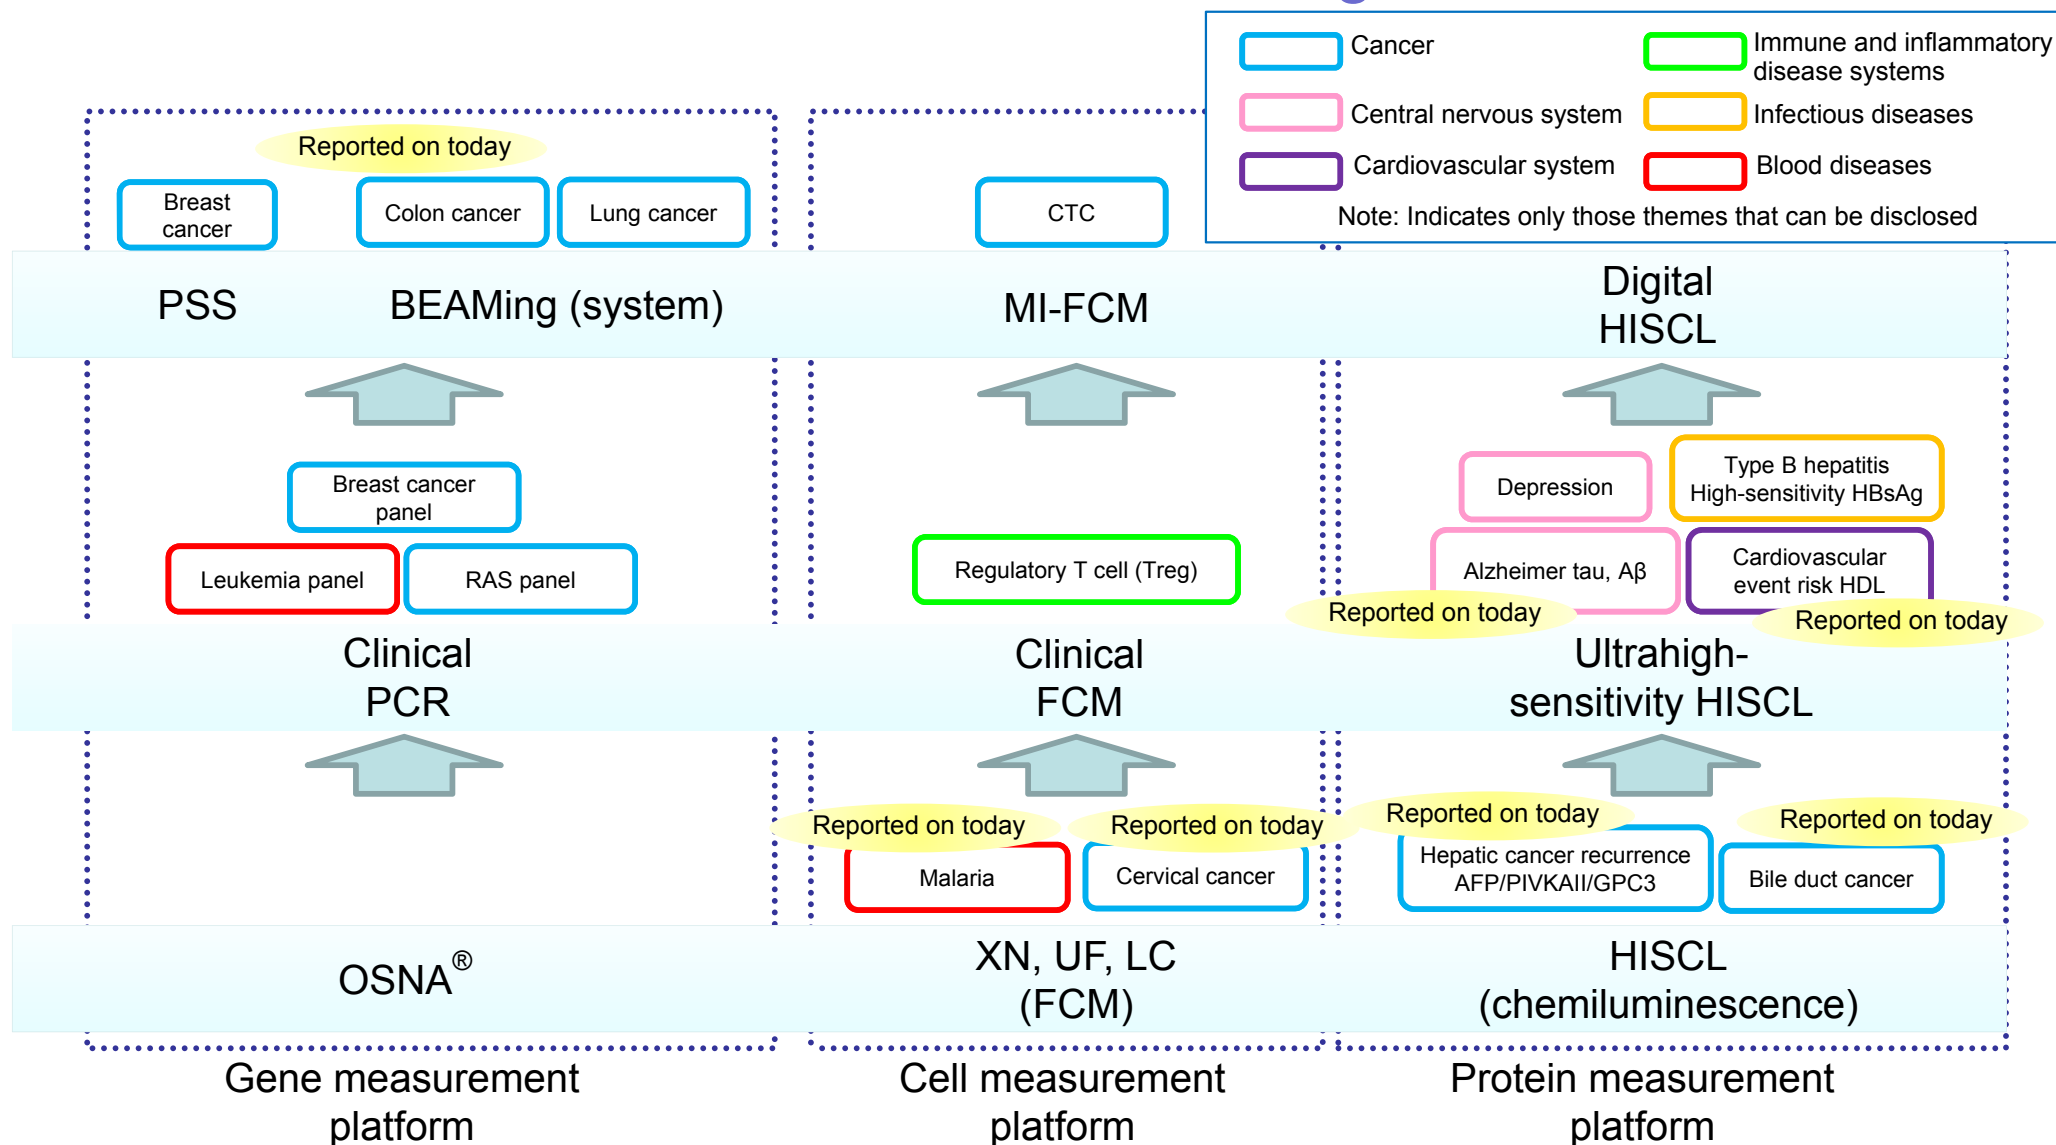 Cancer
Immune and inflammatory
disease systems
Central nervous system
Infectious diseases
Cardiovascular system
Blood diseases
Note: Indicates only those themes that can be disclosed
Reported on today
Breast
cancer
Colon cancer
Lung cancer
CTC
PSS
BEAMing (system)
MI-FCM
Digital
HISCL
Breast cancer
panel
Leukemia panel
RAS panel
Regulatory T cell (Treg)
Depression
Type B hepatitis
High-sensitivity HBsAg
Alzheimer tau, Aβ
Cardiovascular
event risk HDL
Reported on today
Reported on today
Clinical
PCR
Clinical
FCM
Ultrahigh-
sensitivity HISCL
Reported on today
Reported on today
Reported on today
Reported on today
Malaria
Cervical cancer
Hepatic cancer recurrence
AFP/PIVKAII/GPC3
Bile duct cancer
OSNA®
XN, UF, LC
(FCM)
HISCL
(chemiluminescence)
Gene measurement
platform
Cell measurement
platform
Protein measurement
platform